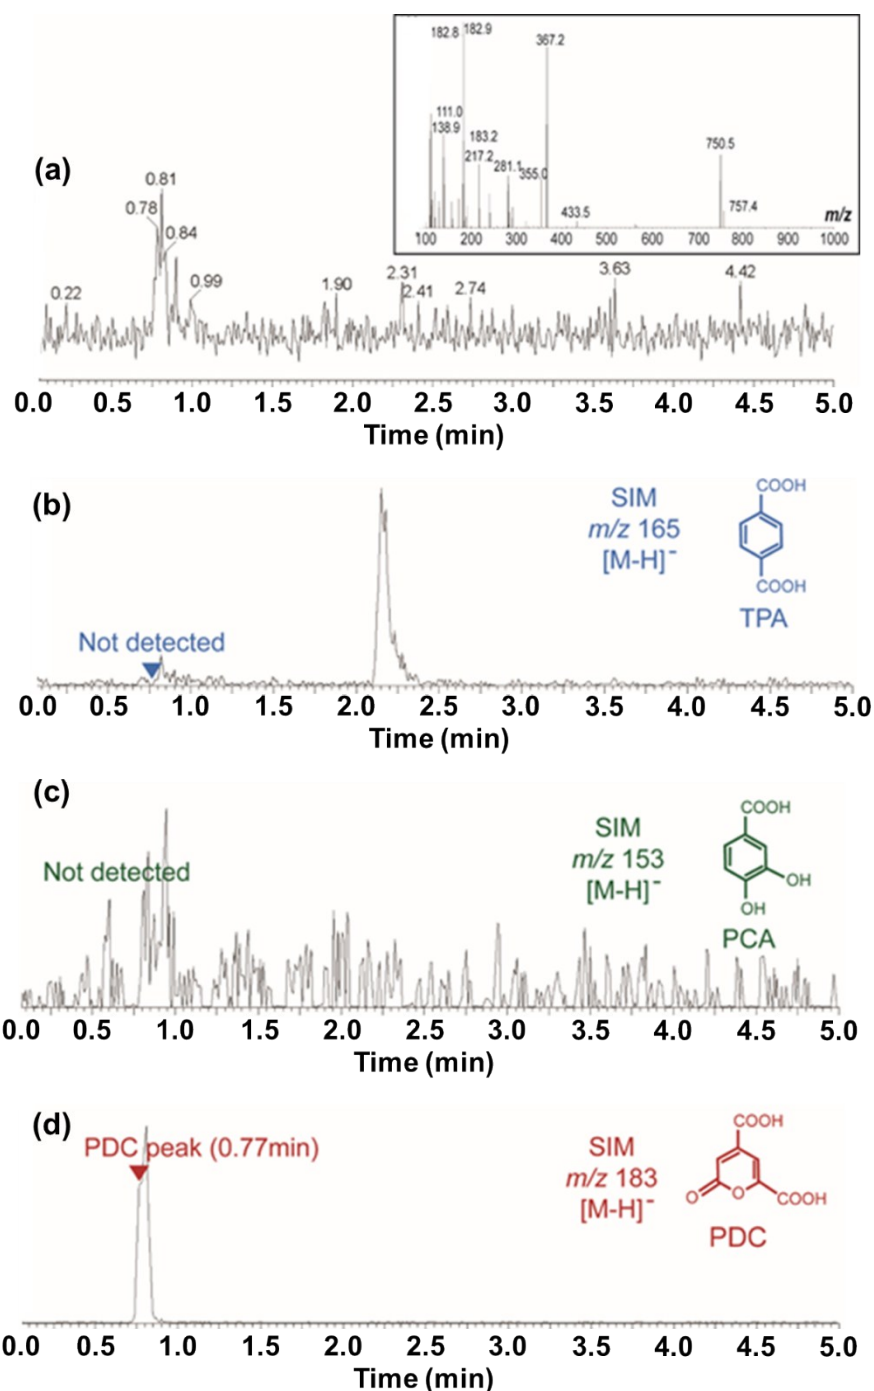 182.8 182.9
367.2
111.0
138.9
183.2
217.2
281.1
355.0
750.5
433.5
757.4
m/z
100 200 300 400 500 600 700 800 900 1000
(a)
0.81
0.78
0.84
0.22
0.99
1.90
2.31
2.41
2.74
3.63
4.42
0.0 0.5 1.0 1.5 2.0 2.5 3.0 3.5 4.0 4.5 5.0
Time (min)
(b)
SIM
m/z 165
[M-H]-
COOH
COOH
TPA
Not detected
0.0 0.5 1.0 1.5 2.0 2.5 3.0 3.5 4.0 4.5 5.0
Time (min)
(c)
SIM
m/z 153
[M-H]-
COOH
OH
OH
PCA
Not detected
0.0 0.5 1.0 1.5 2.0 2.5 3.0 3.5 4.0 4.5 5.0
Time (min)
(d)
PDC peak (0.77min)
SIM
m/z 183
[M-H]-
COOH
O
O
COOH
PDC
0.0 0.5 1.0 1.5 2.0 2.5 3.0 3.5 4.0 4.5 5.0
Time (min)